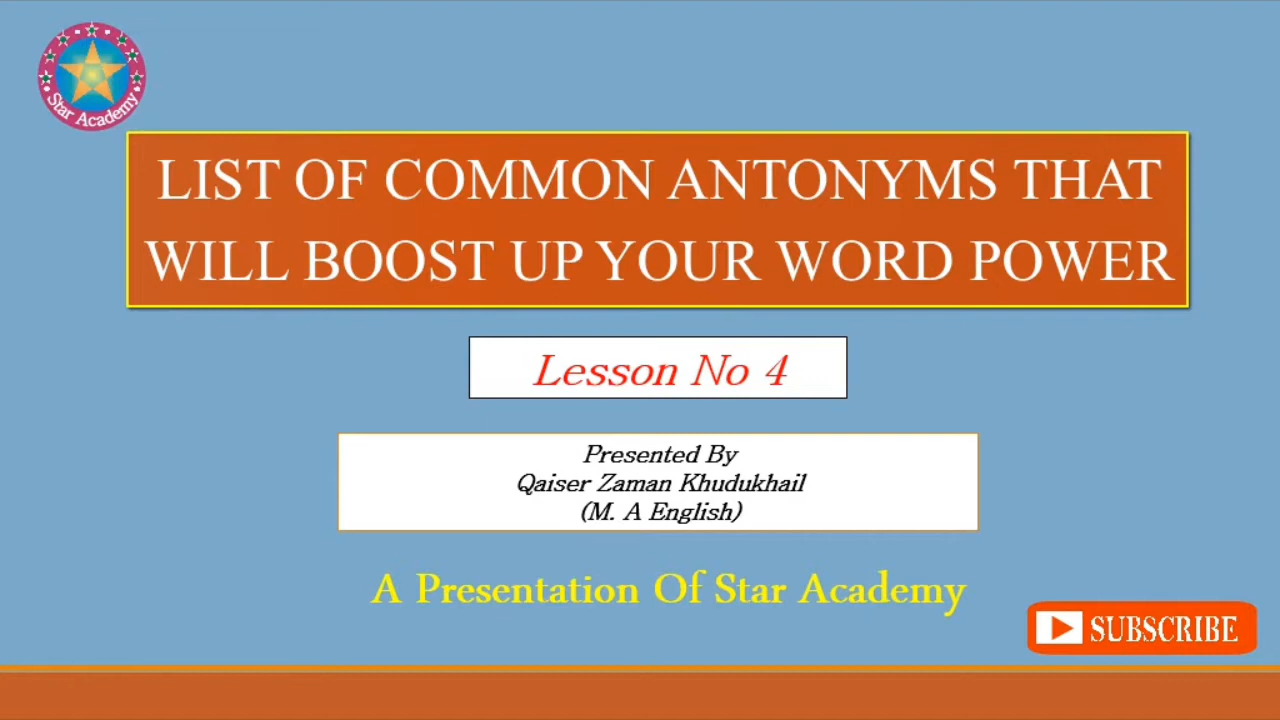 Star Academy
LIST OF COMMON ANTONYMS THAT
WILL BOOST UP YOUR WORD POWER
Lesson No 4
Presented By
Qaiser Zaman Khudukhail
(M. A English)
A Presentation Of Star Academy
SUBSCRIBE